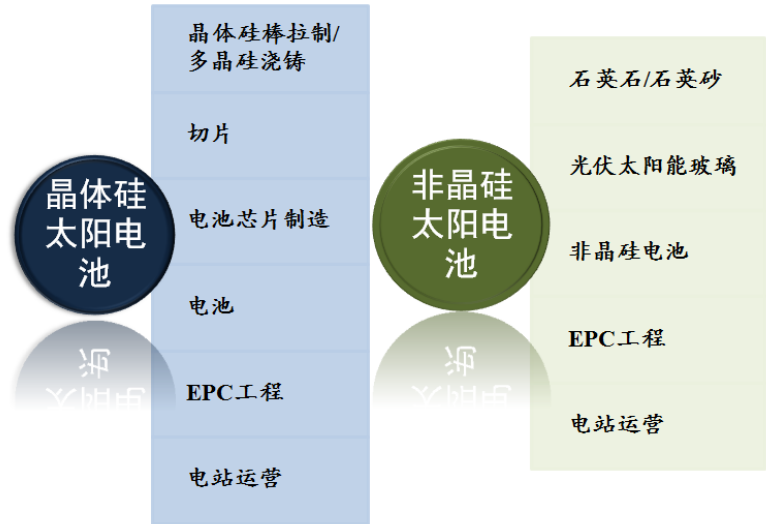 晶体硅
太阳电
池
晶体硅棒拉制/
多晶硅浇铸
切片
电池芯片制造
电池
EPC工程
电站运营
非晶硅
太阳电
池
石英石/石英砂
光伏太阳能玻璃
非晶硅电池
EPC工程
电站运营